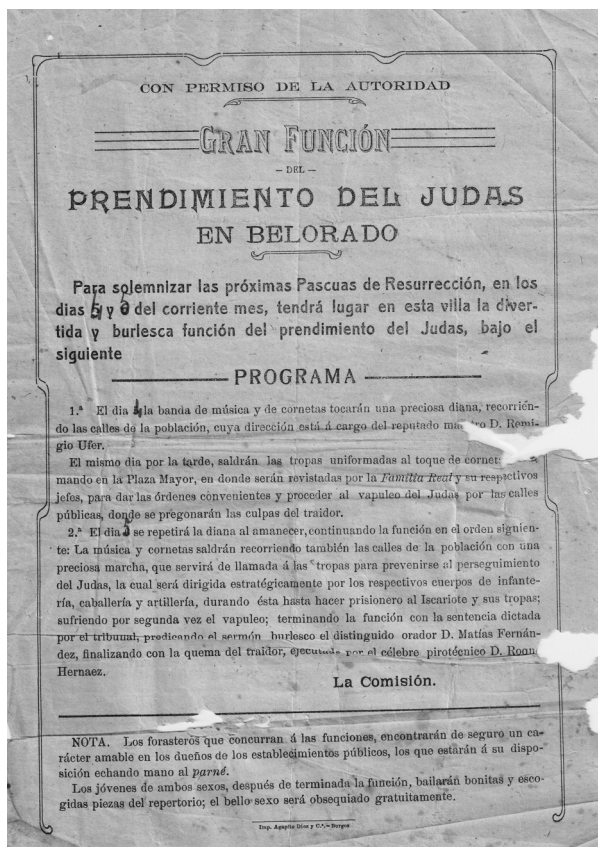 CON PERMISO DE LA AUTORIDAD
GRAN FUNCIÓN
— DEL —
PRENDIMIENTO DEL JUDAS
EN BELORADO
Para solemnizar las próximas Pascuas de Resurrección, en los
dias y del corriente mes, tendrá lugar en esta villa la diver-
tida y burlesca función del prendimiento del Judas, bajo el
siguiente
PROGRAMA
1.ª El dia la banda de música y de cornetas tocarán una preciosa diana, recorrién-
do las calles de la población, cuya dirección está á cargo del reputado D. Remi-
gio Ufer.
El mismo dia por la tarde, saldrán las tropas uniformadas al toque de
mando en la Plaza Mayor, en donde serán revistadas por la Familia Real y su respectivos
jefes, para dar las órdenes convenientes y proceder al vapuleo del Judas por las calles
públicas, donde se pregonarán las culpas del traidor.
2.ª El dia 5 se repetirá la diana al amanecer, continuando la función en el orden siguien-
te: La música y cornetas saldrán recorriendo también las calles de la población con una
preciosa marcha, que servirá de llamada á las tropas para prevenirse al perseguimiento
del Judas, la cual será dirigida estratégicamente por los respectivos cuerpos de infante-
ría, caballería y artillería, durando ésta hasta hacer prisionero al Iscariote y sus tropas;
sufriendo por segunda vez el vapuleo; terminando la función con la sentencia dictada
por el tribunal, predicando el sermón burlesco el distinguido orador D. Matías Fernán-
dez, finalizando con la quema del traidor, ejecutada por el célebre pirotécnico D.
Hernaez.
La Comisión.
NOTA. Los forasteros que concurran á las funciones, encontrarán de seguro un ca-
rácter amable en los dueños de los establecimientos públicos, los que estarán á su dispo-
sición echando mano al parné.
Los jóvenes de ambos sexos, después de terminada la función, bailarán bonitas y esco-
gidas piezas del repertorio; el bello sexo será obsequiado gratuitamente.
Imp. Agapito Diez y C.ª.—Burgos